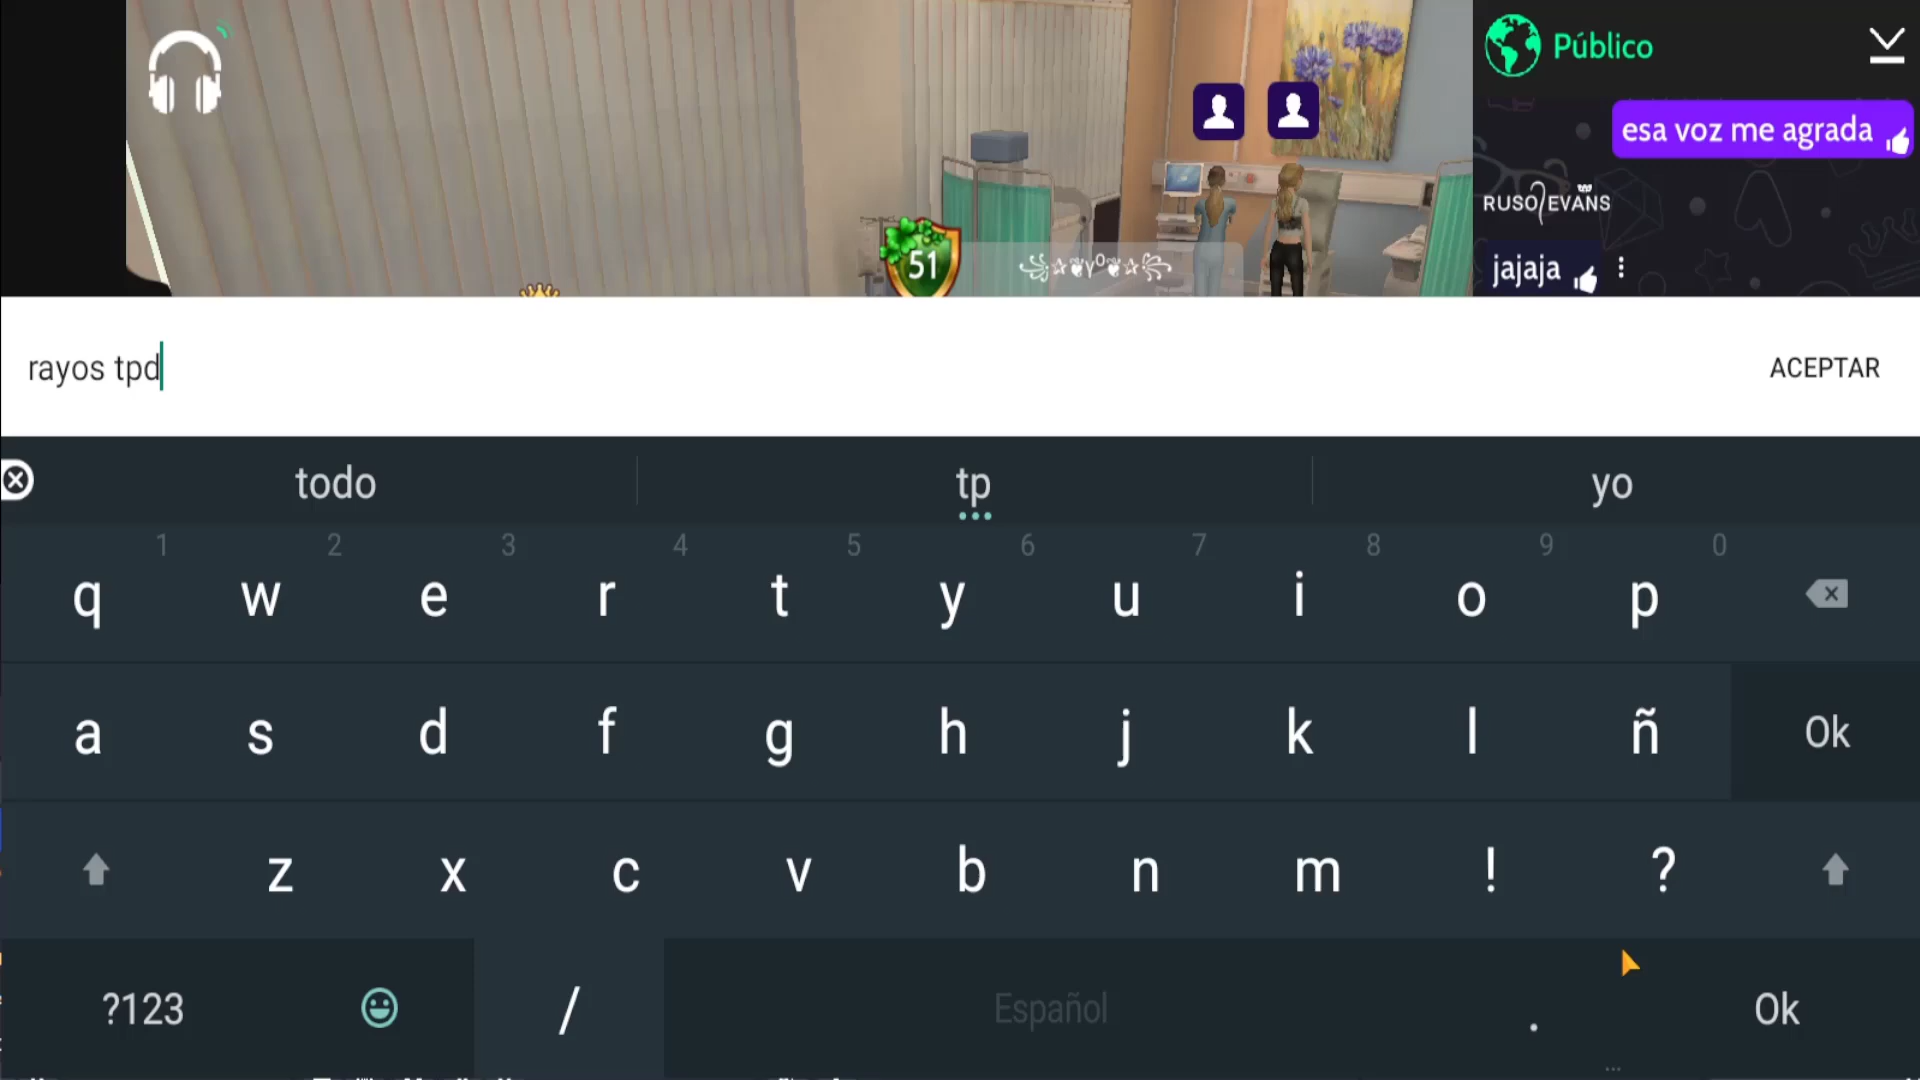 Público
esa voz me agrada
RUSO EVANS
jajaja
51
rayos tpd
ACEPTAR
todo
tp
yo
1 2 3 4 5 6 7 8 9 0
q w e r t y u i o p
a s d f g h j k l ñ Ok
z x c v b n m ! ?
?123 / Español . Ok